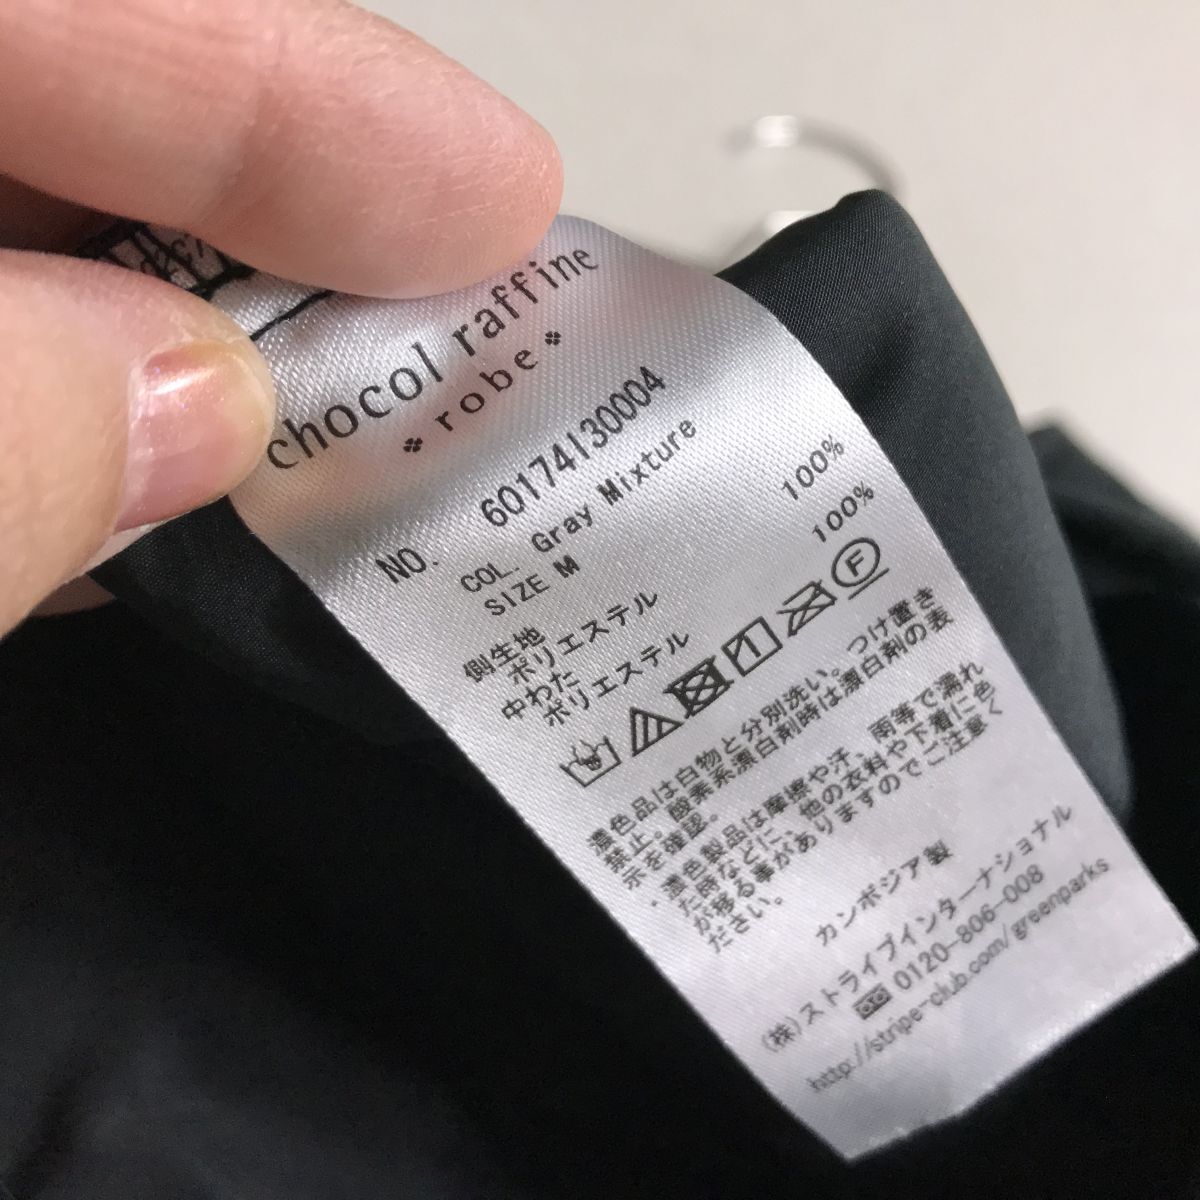 chocol raffine
robe
NO. 60174130004
COL. Gray Mixture
SIZE M
側生地
ポリエステル 100%
中わた
ポリエステル 100%
F
濃色品は白物と分別洗い。つけ置き
禁止。酸素系漂白剤時は漂白剤の表
示を確認。
・濃色製品は摩擦や汗、雨等で濡れ
た時などに、他の衣料や下着に色
が移る事がありますのでご注意く
ださい。
カンボジア製
(株)ストライプインターナショナル
0120-806-008
http://stripe-club.com/greenparks